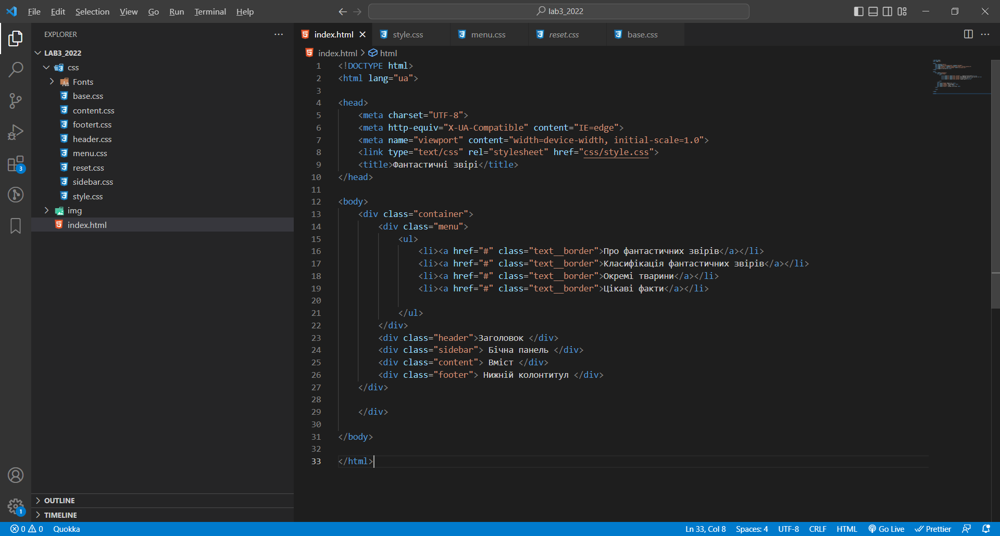 File Edit Selection View Go Run Terminal Help
lab3_2022
EXPLORER
LAB3_2022
css
Fonts
base.css
content.css
footert.css
header.css
menu.css
reset.css
sidebar.css
style.css
img
index.html
OUTLINE
TIMELINE
3
1
index.html style.css menu.css reset.css base.css
index.html > html
1 <!DOCTYPE html>
2 <html lang="ua">
3
4 <head>
5 <meta charset="UTF-8">
6 <meta http-equiv="X-UA-Compatible" content="IE=edge">
7 <meta name="viewport" content="width=device-width, initial-scale=1.0">
8 <link type="text/css" rel="stylesheet" href="css/style.css">
9 <title>Фантастичні звірі</title>
10 </head>
11
12 <body>
13 <div class="container">
14 <div class="menu">
15 <ul>
16 <li><a href="#" class="text__border">Про фантастичних звірів</a></li>
17 <li><a href="#" class="text__border">Класифікація фантастичних звірів</a></li>
18 <li><a href="#" class="text__border">Окремі тварини</a></li>
19 <li><a href="#" class="text__border">Цікаві факти</a></li>
20
21 </ul>
22 </div>
23 <div class="header">Заголовок </div>
24 <div class="sidebar"> Бічна панель </div>
25 <div class="content"> Вміст </div>
26 <div class="footer"> Нижній колонтитул </div>
27 </div>
28
29 </div>
30
31 </body>
32
33 </html>
0 0 Quokka Ln 33, Col 8 Spaces: 4 UTF-8 CRLF HTML Go Live Prettier